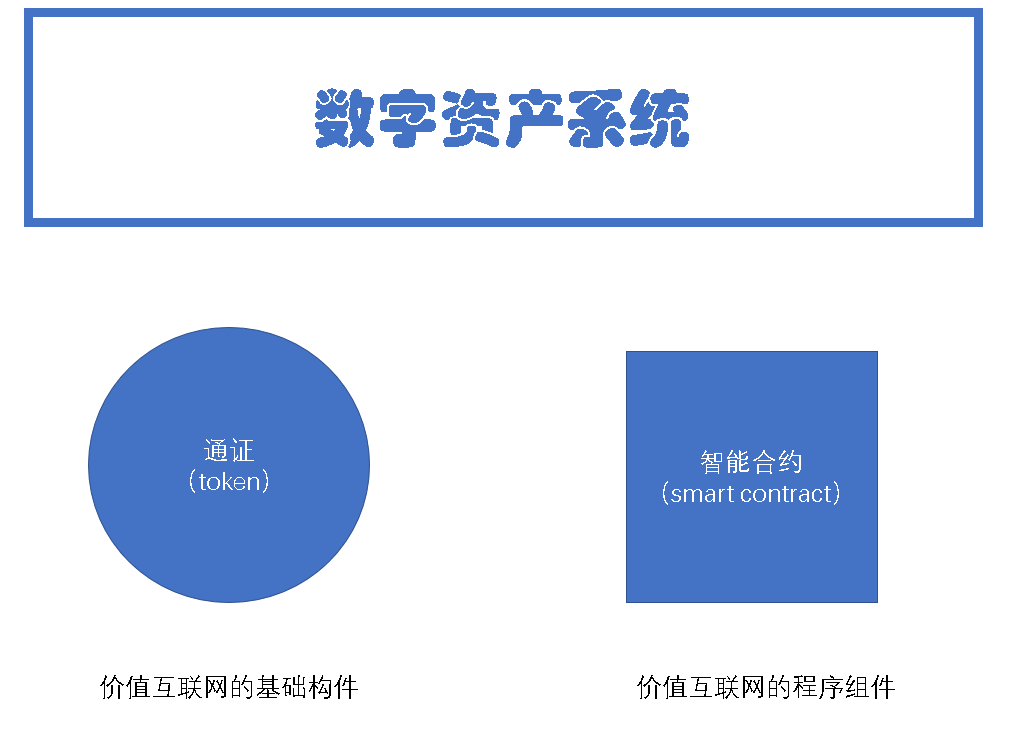 数字资产系统
通证
（token）
智能合约
（smart contract）
价值互联网的基础构件
价值互联网的程序组件